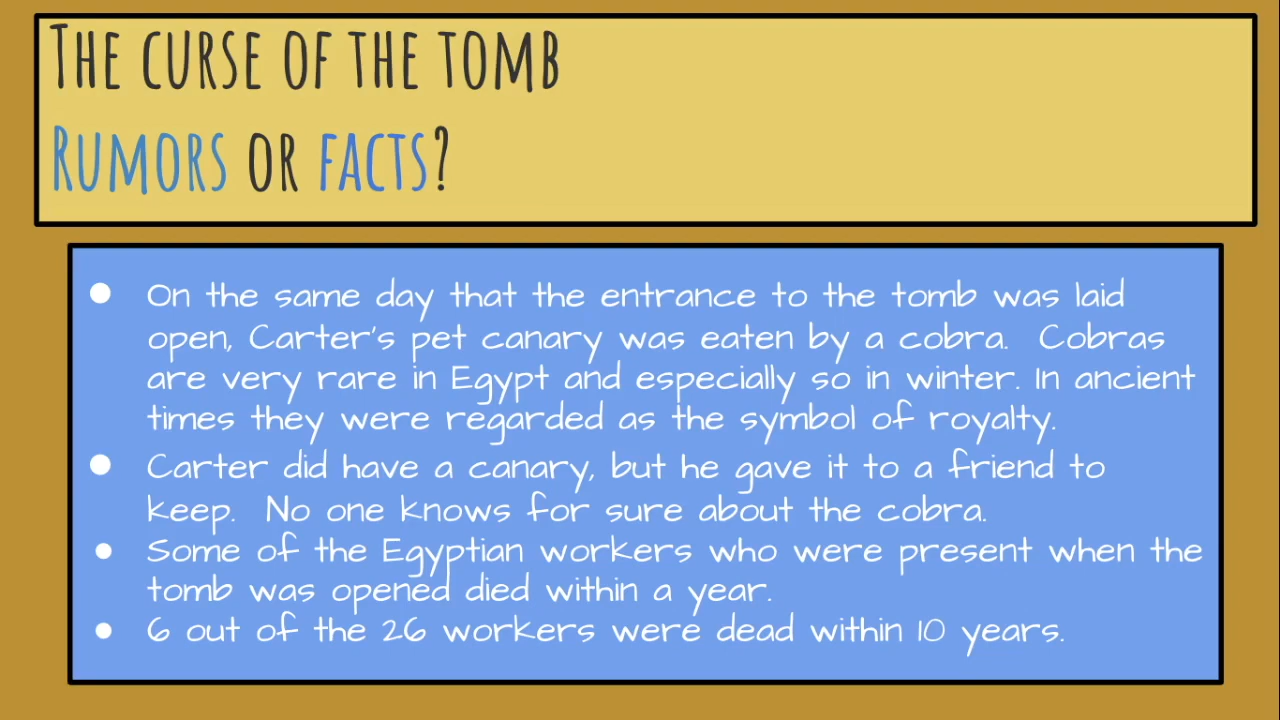 The curse of the tomb
Rumors or facts?
● On the same day that the entrance to the tomb was laid
open, Carter's pet canary was eaten by a cobra. Cobras
are very rare in Egypt and especially so in winter. In ancient
times they were regarded as the symbol of royalty.
● Carter did have a canary, but he gave it to a friend to
keep. No one knows for sure about the cobra.
● Some of the Egyptian workers who were present when the
tomb was opened died within a year.
● 6 out of the 26 workers were dead within 10 years.